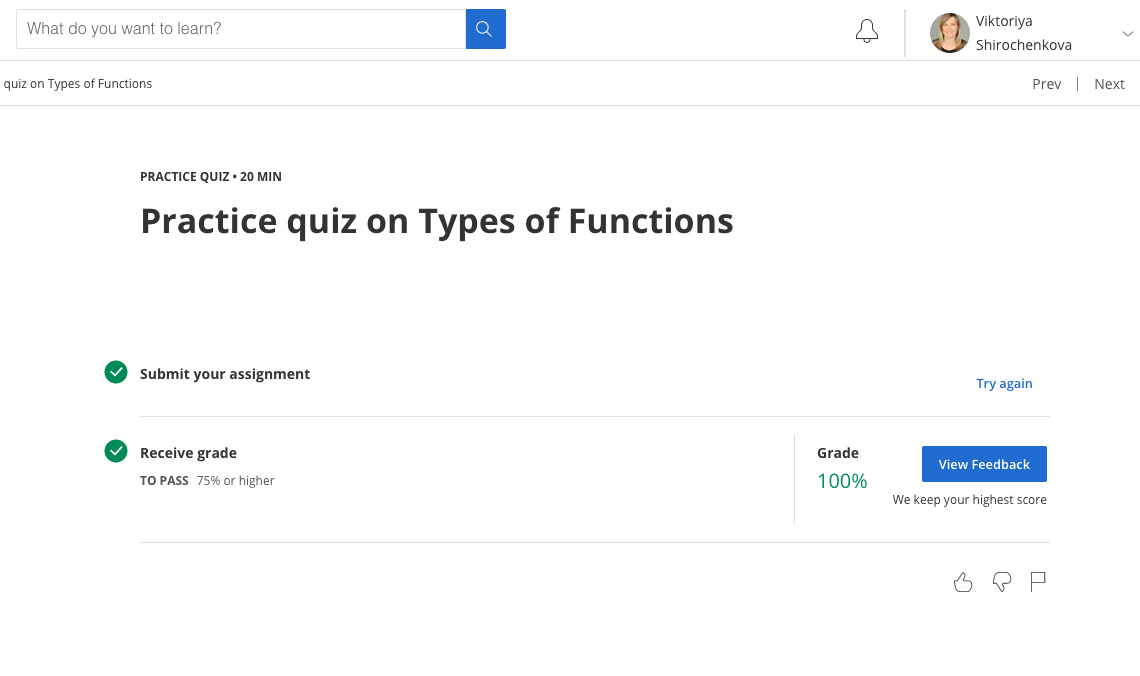 What do you want to learn?
Viktoriya
Shirochenkova
quiz on Types of Functions
Prev | Next
PRACTICE QUIZ • 20 MIN
Practice quiz on Types of Functions
Submit your assignment
Try again
Receive grade
TO PASS 75% or higher
Grade
100%
View Feedback
We keep your highest score